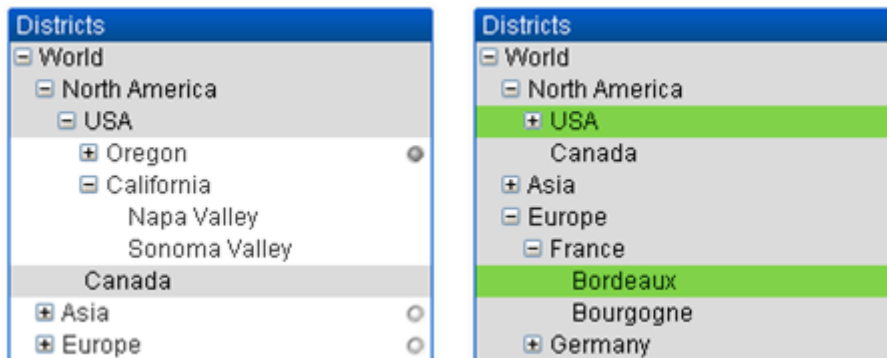 Districts
World
North America
USA
Oregon
California
Napa Valley
Sonoma Valley
Canada
Asia
Europe
Districts
World
North America
USA
Canada
Asia
Europe
France
Bordeaux
Bourgogne
Germany